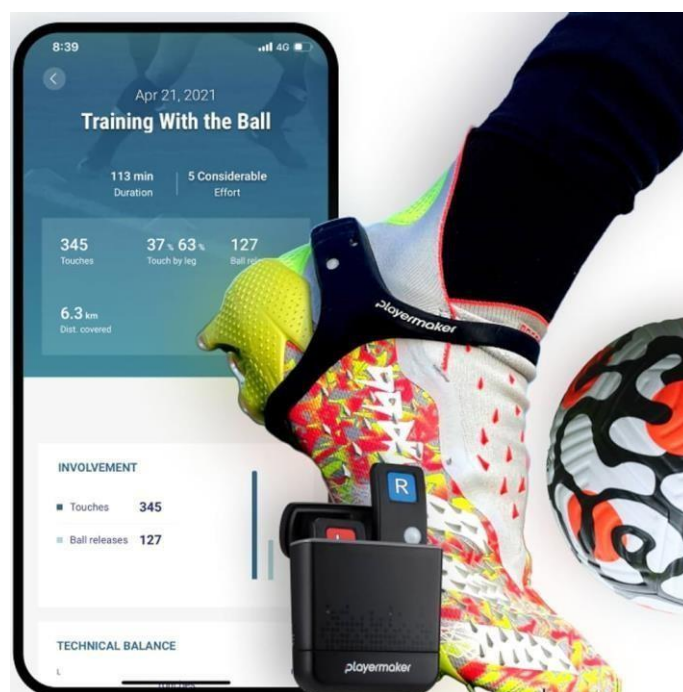 8:39
4G
Apr 21, 2021
Training With the Ball
113 min
Duration
5 Considerable
Effort
345
Touches
37% 63%
Touch by leg
127
Ball
6.3 km
Dist. covered
playermaker
INVOLVEMENT
Touches 345
Ball releases 127
R
TECHNICAL BALANCE
L
playermaker